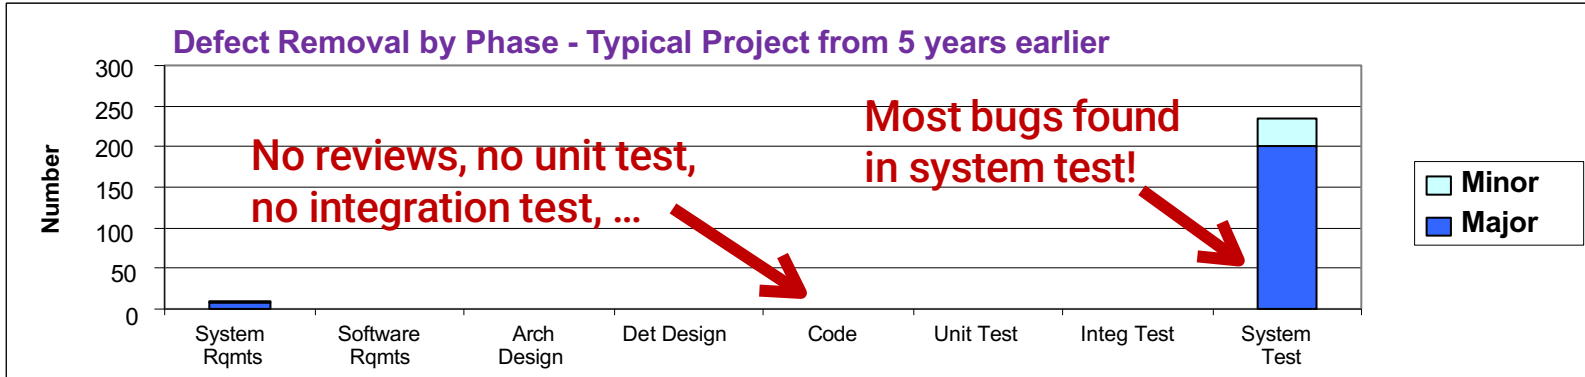 Defect Removal by Phase - Typical Project from 5 years earlier
300
250
200
150
100
50
0
Number
No reviews, no unit test,
no integration test, ...
Most bugs found
in system test!
System
Rqmts
Software
Rqmts
Arch
Design
Det Design
Code
Unit Test
Integ Test
System
Test
Minor
Major